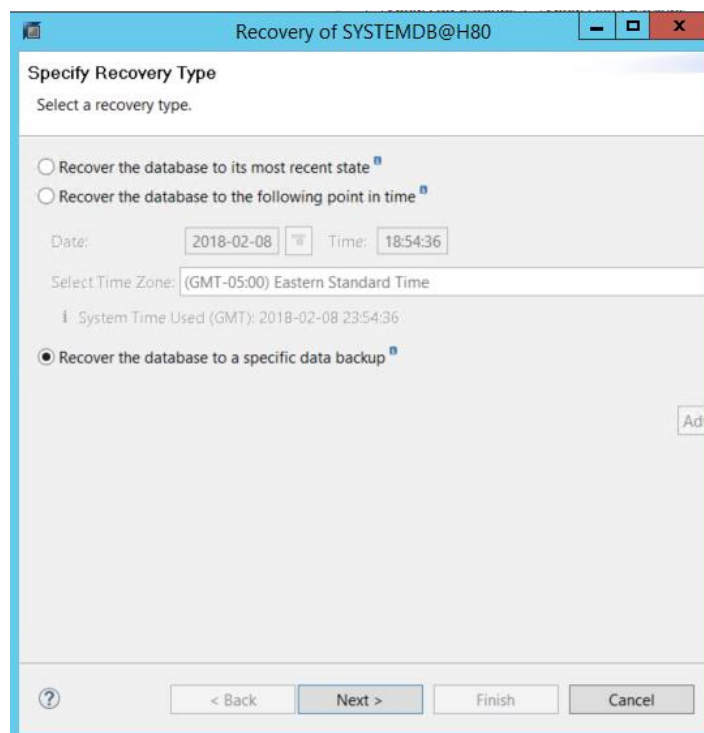 Recovery of SYSTEMDB@H80
Specify Recovery Type
Select a recovery type.
Recover the database to its most recent state
Recover the database to the following point in time
Date: 2018-02-08 Time: 18:54:36
Select Time Zone: (GMT-05:00) Eastern Standard Time
i System Time Used (GMT): 2018-02-08 23:54:36
Recover the database to a specific data backup
Ad
< Back Next > Finish Cancel